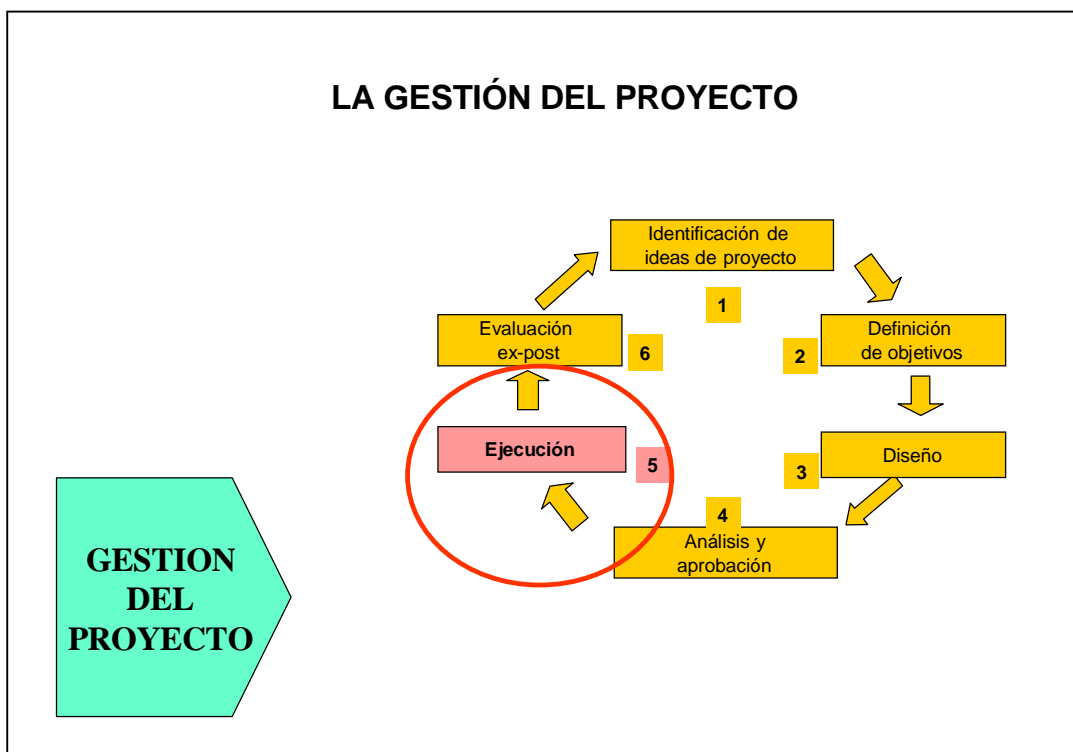 LA GESTIÓN DEL PROYECTO
Identificación de
ideas de proyecto
1
Definición
de objetivos
2
Diseño
3
4
Análisis y
aprobación
Ejecución
5
Evaluación
ex-post
6
GESTION
DEL
PROYECTO